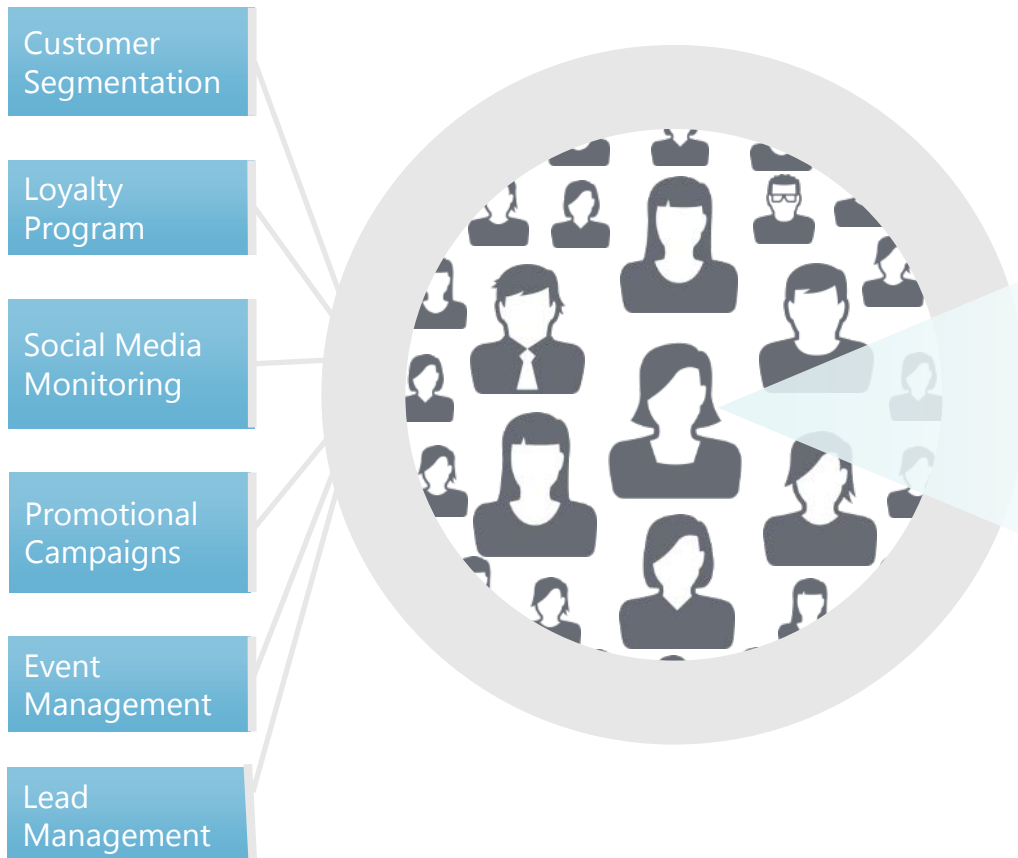 Customer
Segmentation
Loyalty
Program
Social Media
Monitoring
Promotional
Campaigns
Event
Management
Lead
Management